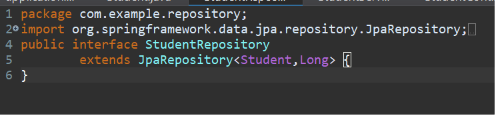 1 package com.example.repository;
2 import org.springframework.data.jpa.repository.JpaRepository;
4 public interface StudentRepository
5 extends JpaRepository<Student,Long> {
6 }